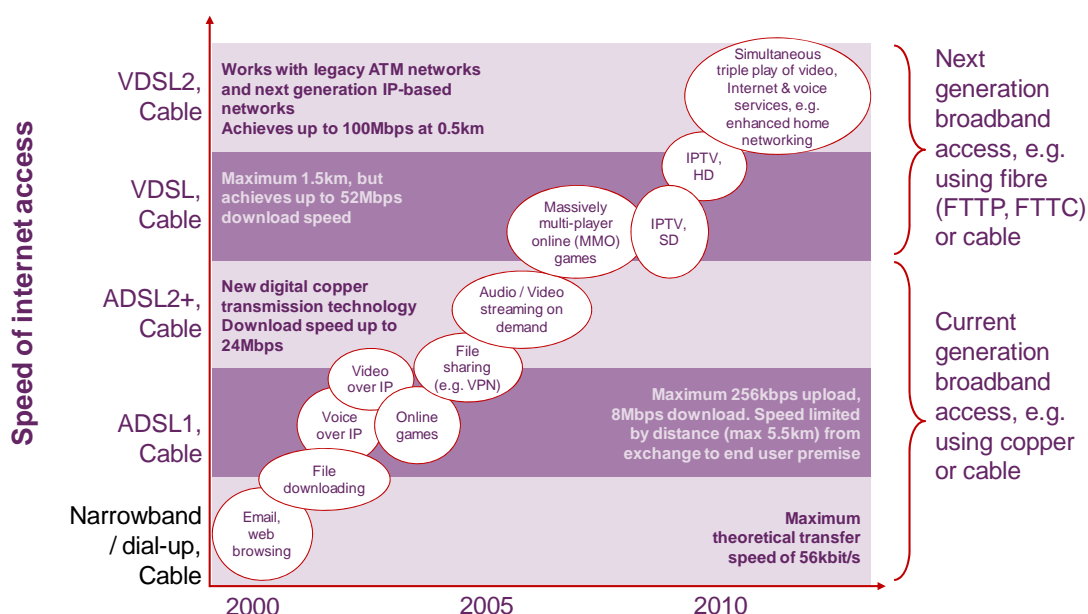 Speed of internet access
VDSL2,
Cable
Works with legacy ATM networks
and next generation IP-based
networks
Achieves up to 100Mbps at 0.5km
Simultaneous
triple play of video,
Internet & voice
services, e.g.
enhanced home
networking
Next
generation
broadband
access, e.g.
using fibre
(FTTP, FTTC)
or cable
VDSL,
Cable
Maximum 1.5km, but
achieves up to 52Mbps
download speed
IPTV,
HD
Massively
multi-player
online (MMO)
games
IPTV,
SD
ADSL2+,
Cable
New digital copper
transmission technology
Download speed up to
24Mbps
Audio / Video
streaming on
demand
File
sharing
(e.g. VPN)
Video
over IP
Current
generation
broadband
access, e.g.
using copper
or cable
ADSL1,
Cable
Voice
over IP
Online
games
Maximum 256kbps upload,
8Mbps download. Speed limited
by distance (max 5.5km) from
exchange to end user premise
File
downloading
Narrowband
/ dial-up,
Cable
Email,
web
browsing
Maximum
theoretical transfer
speed of 56kbit/s
2000
2005
2010